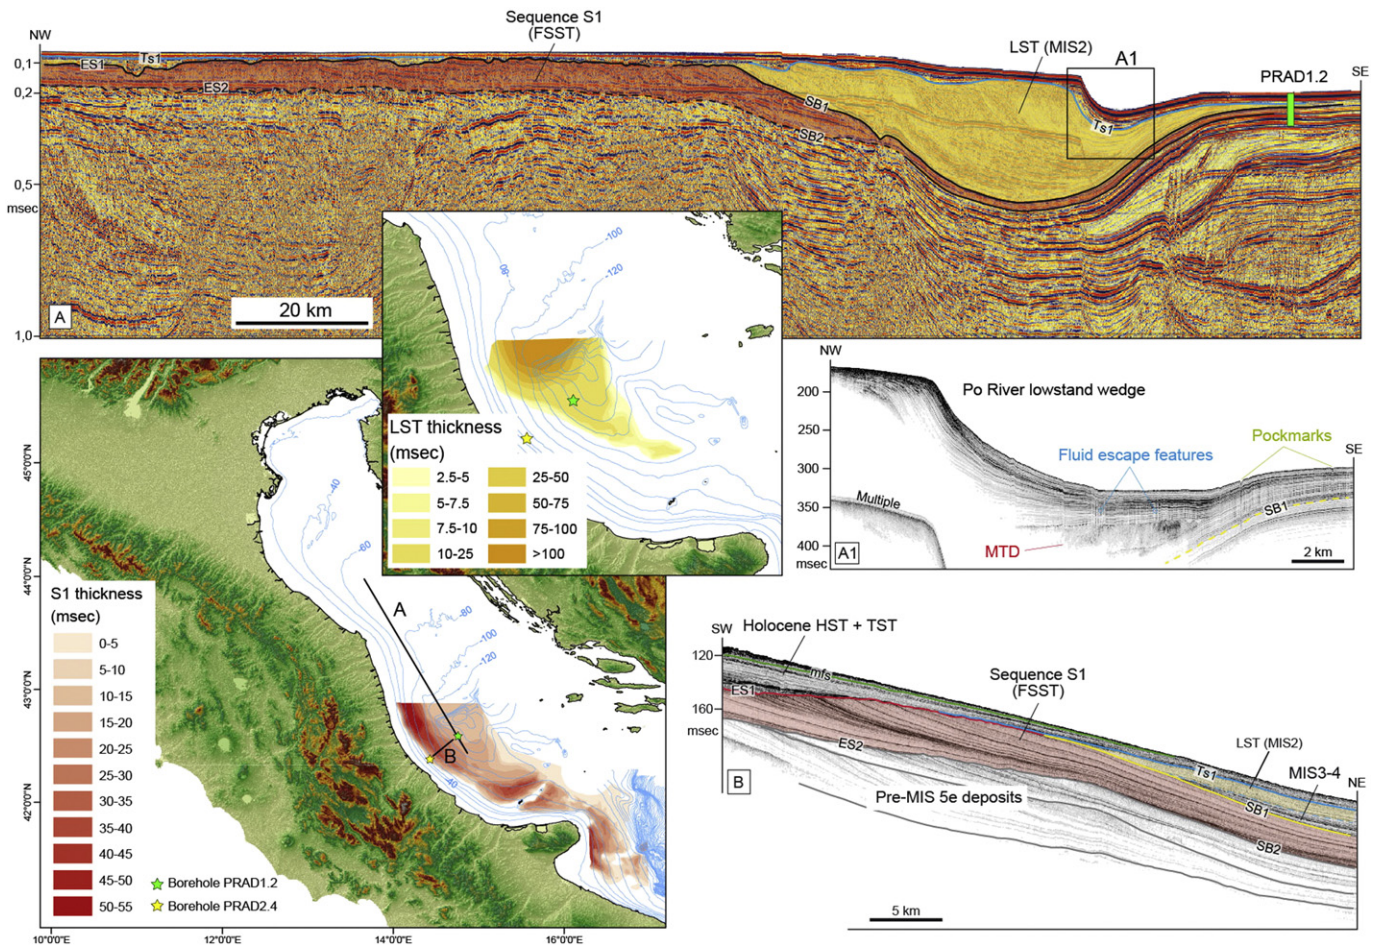 Sequence S1
(FSST)
NW
LST (MIS2)
A1
SE
PRAD1.2
0,1
ES1
Ts1
0,2
ES2
SB1
SB2
Ts1
0,5
msec
A
20 km
1,0
-80
-100
-120
LST thickness
(msec)
2.5-5
5-7.5
7.5-10
10-25
25-50
50-75
75-100
>100
NW
200
250
300
350
400
msec
Po River lowstand wedge
Pockmarks
SE
Fluid escape features
Multiple
SB1
MTD
A1
2 km
45°0'0"N
44°0'0"N
43°0'0"N
42°0'0"N
-40
-60
A
-80
-100
-120
B
-40
S1 thickness
(msec)
0-5
5-10
10-15
15-20
20-25
25-30
30-35
35-40
40-45
45-50
50-55
Borehole PRAD1.2
Borehole PRAD2.4
10°0'0"E
12°0'0"E
14°0'0"E
16°0'0"E
SW
Holocene HST + TST
120
mfs
Sequence S1
(FSST)
ES1
160
msec
ES2
LST (MIS2)
Ts1
MIS3-4
NE
B
Pre-MIS 5e deposits
SB1
SB2
5 km